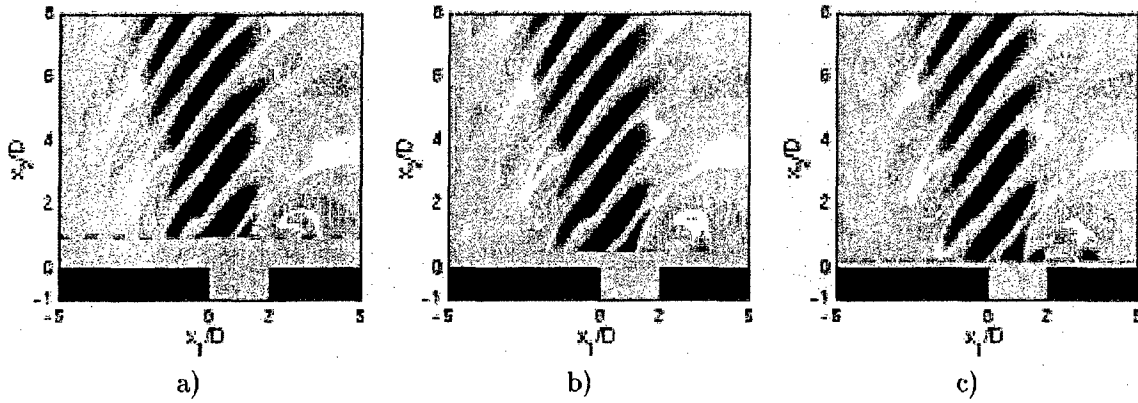 8 8 8
6 6 6
4 4 4
x₂/D x₂/D x₂/D
2 2 2
0 0 0
-1 -1 -1
-5 0 2 5 -5 0 2 5 -5 0 2 5
x₁/D x₁/D x₁/D
a) b) c)